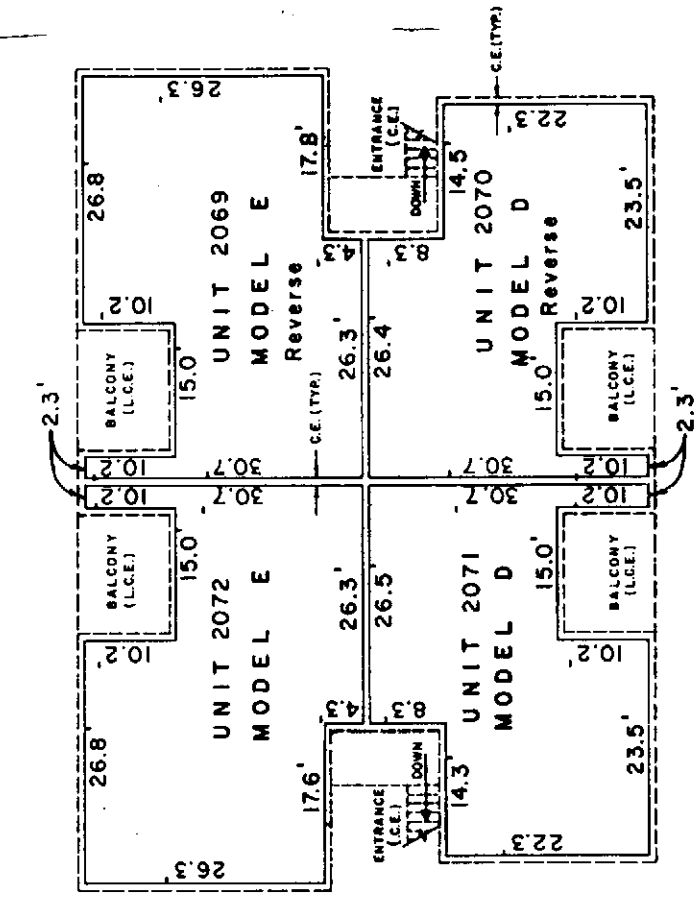 26.3'
26.8
17.8'
UNIT 2069
MODEL E
Reverse
10.2'
15.0'
BALCONY
(L.C.E.)
10.2'
30.7'
26.3'
4.3'
ENTRANCE
(C.E.)
DOWN
C.E.(TYP.)
22.3'
14.5
8.3'
26.4'
UNIT 2070
MODEL D
Reverse
23.5'
10.2'
15.0'
BALCONY
(L.C.E.)
10.2'
30.7'
C.E.(TYP.)
2.3'
2.3'
10.2'
30.7'
BALCONY
(L.C.E.)
15.0'
10.2'
UNIT 2072
MODEL E
26.3'
4.3'
26.8
17.6'
26.3'
30.7'
10.2'
26.5
8.3'
UNIT 2071
MODEL D
15.0'
BALCONY
(L.C.E.)
10.2'
23.5'
14.3'
22.3'
ENTRANCE
(L.C.E.)
DOWN